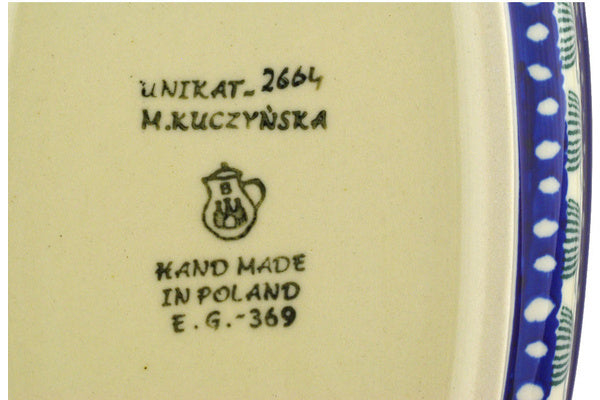 UNIKAT-2664
M.KUCZYŃSKA
B
HAND MADE
IN POLAND
E.G.-369